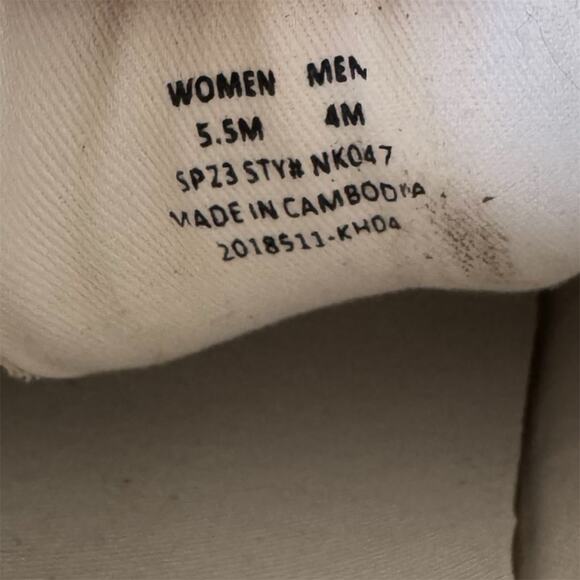 WOMEN MEN
5.5M 4M
SP23 STY# NK047
MADE IN CAMBODIA
2018511-KH04